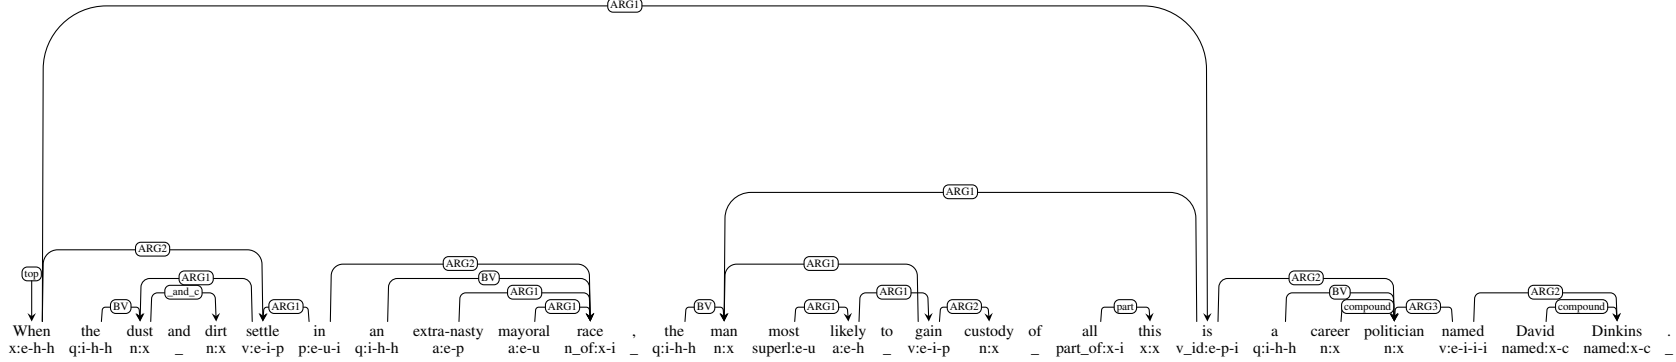 ARG1
ARG1
ARG2
top
ARG2
ARG1
ARG1
BV
ARG2
_and_c
ARG1
BV
ARG2
compound
BV
ARG1
ARG1
BV
ARG1
ARG1
ARG2
part
compound
ARG3
compound
When the dust and dirt settle in an extra-nasty mayoral race , the man most likely to gain custody of all this is a career politician named David Dinkins .
x:e-h-h q:i-h-h n:x _ n:x v:e-i-p p:e-u-i q:i-h-h a:e-p a:e-u n_of:x-i _ q:i-h-h n:x superl:e-u a:e-h _ v:e-i-p n:x _ part_of:x-i x:x v_id:e-p-i q:i-h-h n:x n:x v:e-i-i-i named:x-c named:x-c _